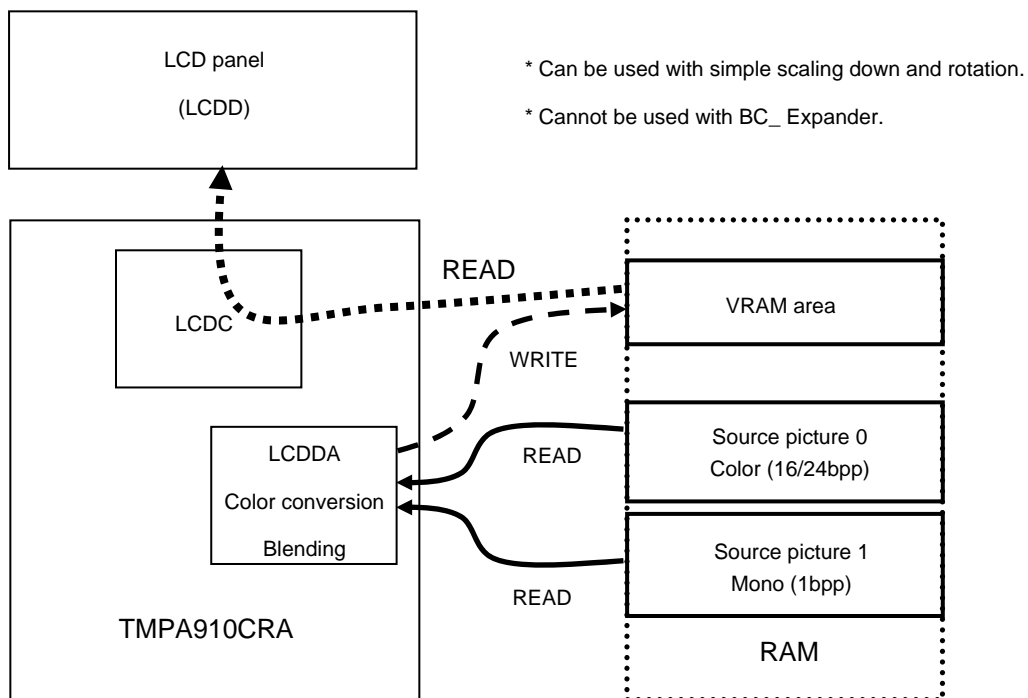 LCD panel
(LCDD)
* Can be used with simple scaling down and rotation.
* Cannot be used with BC_ Expander.
READ
VRAM area
LCDC
WRITE
LCDDA
Color conversion
Blending
READ
Source picture 0
Color (16/24bpp)
READ
Source picture 1
Mono (1bpp)
TMPA910CRA
RAM